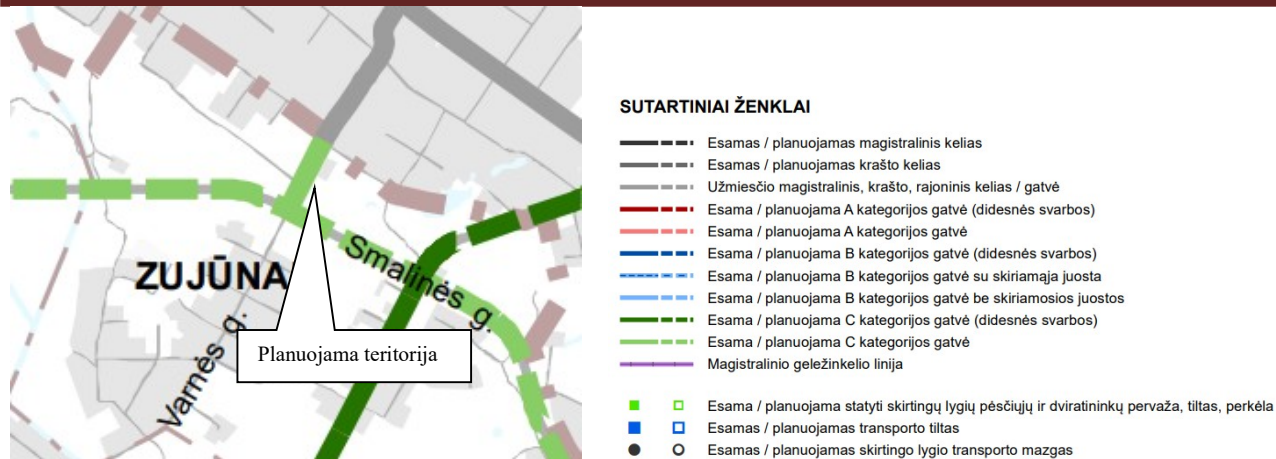 ZUJŪNA
Smalinės g.
Varnės g.
Planuojama teritorija
SUTARTINIAI ŽENKLAI
Esamas / planuojamas magistralinis kelias
Esamas / planuojamas krašto kelias
Užmiesčio magistralinis, krašto, rajoninis kelias / gatvė
Esama / planuojama A kategorijos gatvė (didesnės svarbos)
Esama / planuojama A kategorijos gatvė
Esama / planuojama B kategorijos gatvė (didesnės svarbos)
Esama / planuojama B kategorijos gatvė su skiriamąja juosta
Esama / planuojama B kategorijos gatvė be skiriamosios juostos
Esama / planuojama C kategorijos gatvė (didesnės svarbos)
Esama / planuojama C kategorijos gatvė
Magistralinio geležinkelio linija
Esama / planuojama statyti skirtingų lygių pėsčiųjų ir dviratininkų pervaža, tiltas, perkėla
Esamas / planuojamas transporto tiltas
Esamas / planuojamas skirtingo lygio transporto mazgas